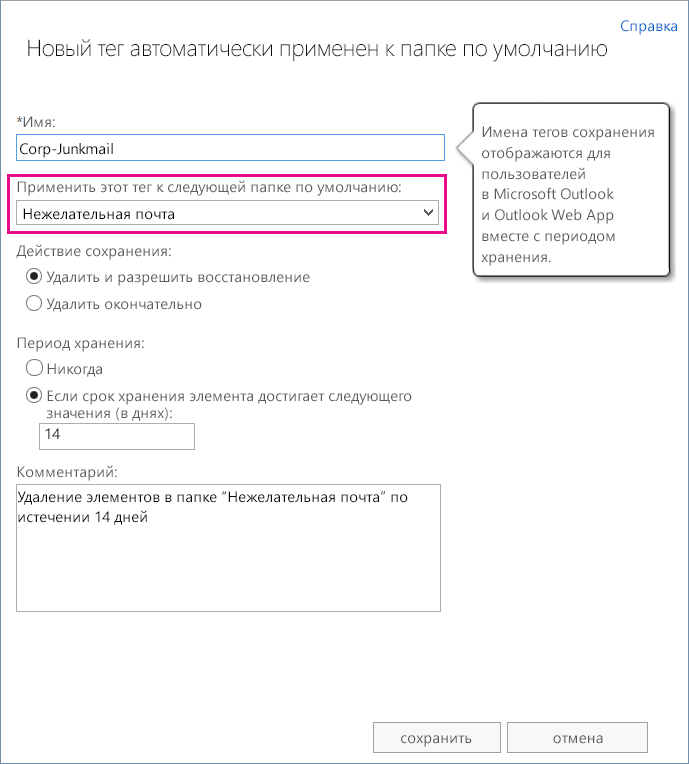 Справка
Новый тег автоматически применен к папке по умолчанию
*Имя:
Corp-Junkmail
Имена тегов сохранения
отображаются для
пользователей
в Microsoft Outlook
и Outlook Web App
вместе с периодом
хранения.
Применить этот тег к следующей папке по умолчанию:
Нежелательная почта
Действие сохранения:
Удалить и разрешить восстановление
Удалить окончательно
Период хранения:
Никогда
Если срок хранения элемента достигает следующего
значения (в днях):
14
Комментарий:
Удаление элементов в папке "Нежелательная почта" по
истечении 14 дней
сохранить
отмена